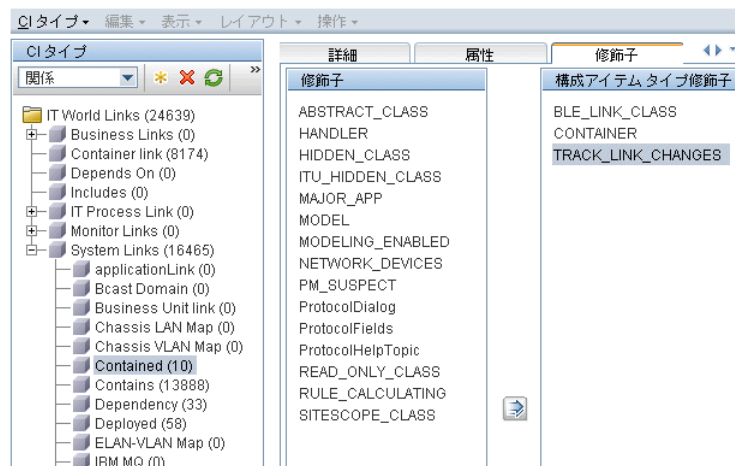 CIタイプ 編集 表示 レイアウト 操作
CIタイプ
関係
»
IT World Links (24639)
Business Links (0)
Container link (8174)
Depends On (0)
Includes (0)
IT Process Link (0)
Monitor Links (0)
System Links (16465)
applicationLink (0)
Bcast Domain (0)
Business Unit link (0)
Chassis LAN Map (0)
Chassis VLAN Map (0)
Contained (10)
Contains (13888)
Dependency (33)
Deployed (58)
ELAN-VLAN Map (0)
IBM MQ (0)
詳細 属性 修飾子
修飾子
ABSTRACT_CLASS
HANDLER
HIDDEN_CLASS
ITU_HIDDEN_CLASS
MAJOR_APP
MODEL
MODELING_ENABLED
NETWORK_DEVICES
PM_SUSPECT
ProtocolDialog
ProtocolFields
ProtocolHelpTopic
READ_ONLY_CLASS
RULE_CALCULATING
SITESCOPE_CLASS
構成アイテム タイプ修飾子
BLE_LINK_CLASS
CONTAINER
TRACK_LINK_CHANGES